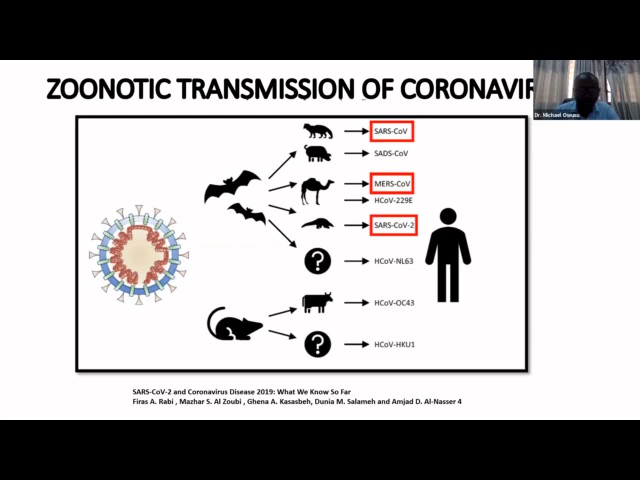 ZOONOTIC TRANSMISSION OF CORONAVIR
Dr. Michael Owusu
SARS-CoV
SADS-CoV
MERS-CoV
HCoV-229E
SARS-CoV-2
?
HCoV-NL63
HCoV-OC43
?
HCoV-HKU1
SARS-CoV-2 and Coronavirus Disease 2019: What We Know So Far
Firas A. Rabi , Mazhar S. Al Zoubi , Ghena A. Kasasbeh, Dunia M. Salameh and Amjad D. Al-Nasser 4